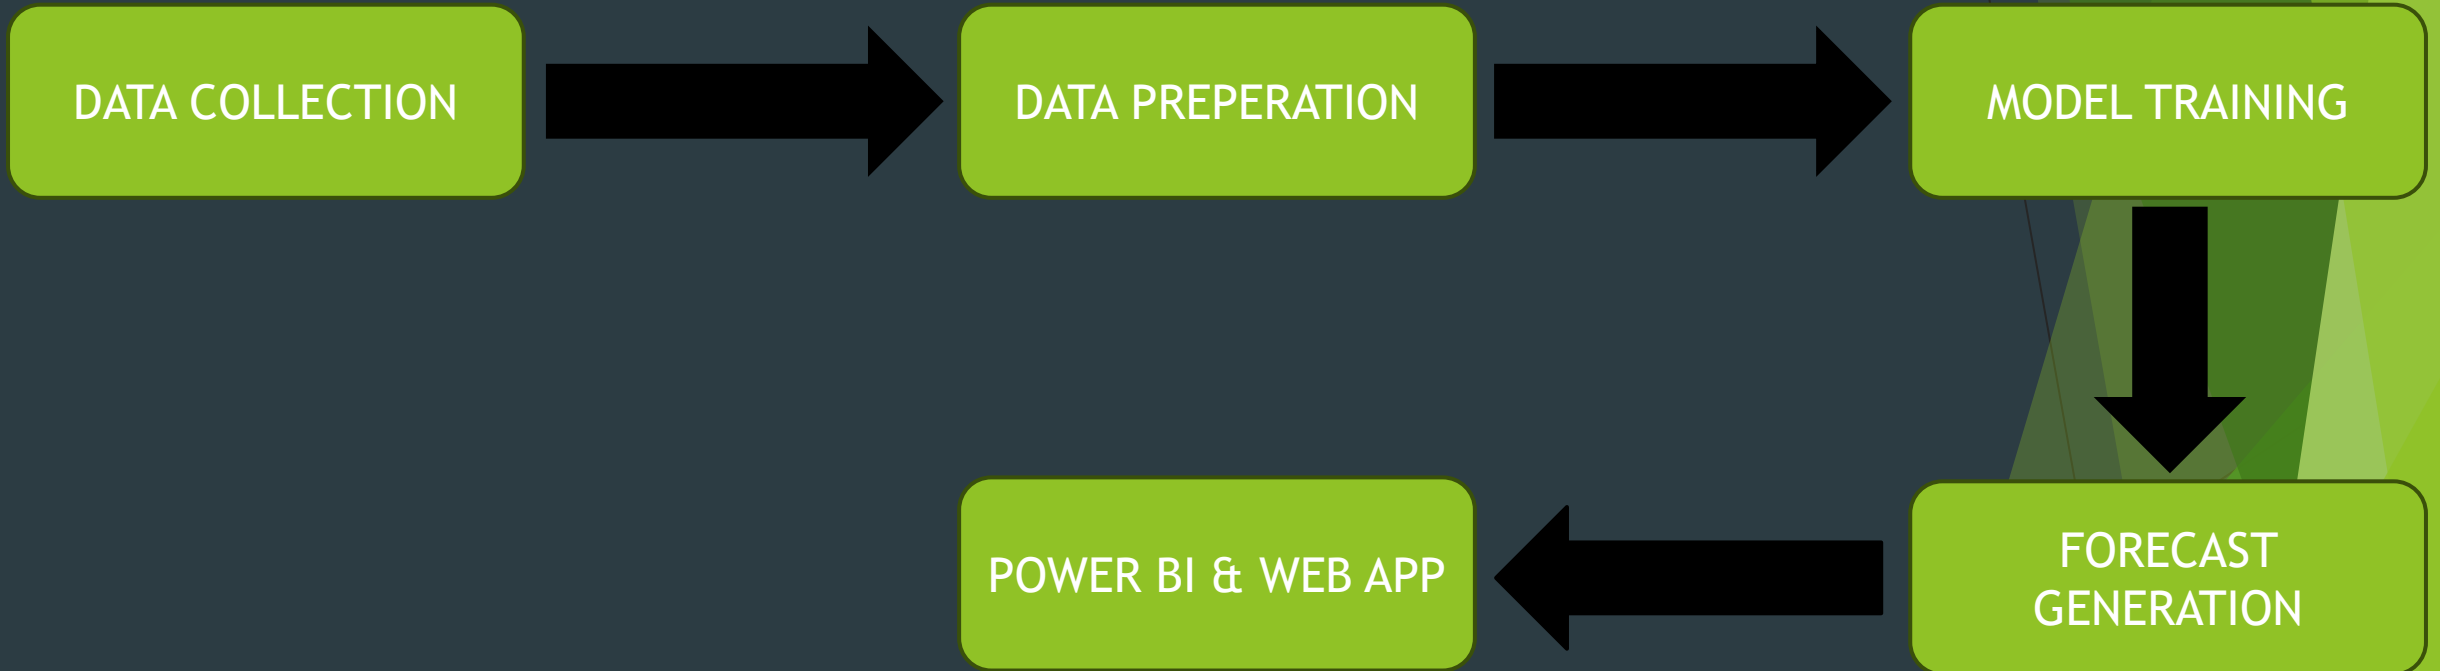 DATA COLLECTION
DATA PREPERATION
MODEL TRAINING
FORECAST
GENERATION
POWER BI & WEB APP